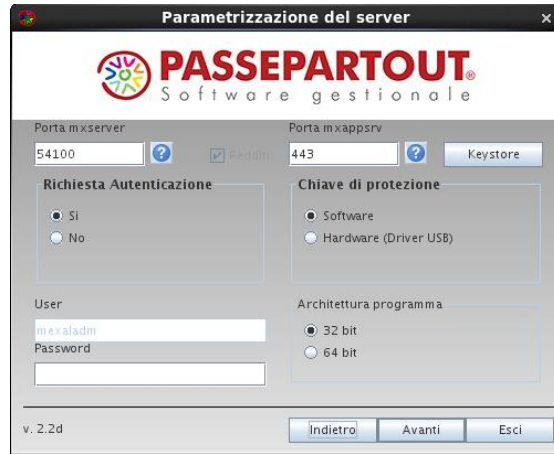 Parametrizzazione del server
PASSEPARTOUT®
Software gestionale
Porta mxserver
Porta mxappsrv
54100
Redditi
443
Keystore
Richiesta Autenticazione
Chiave di protezione
Si
Software
No
Hardware (Driver USB)
User
Architettura programma
mexaladm
32 bit
Password
64 bit
v. 2.2d
Indietro
Avanti
Esci